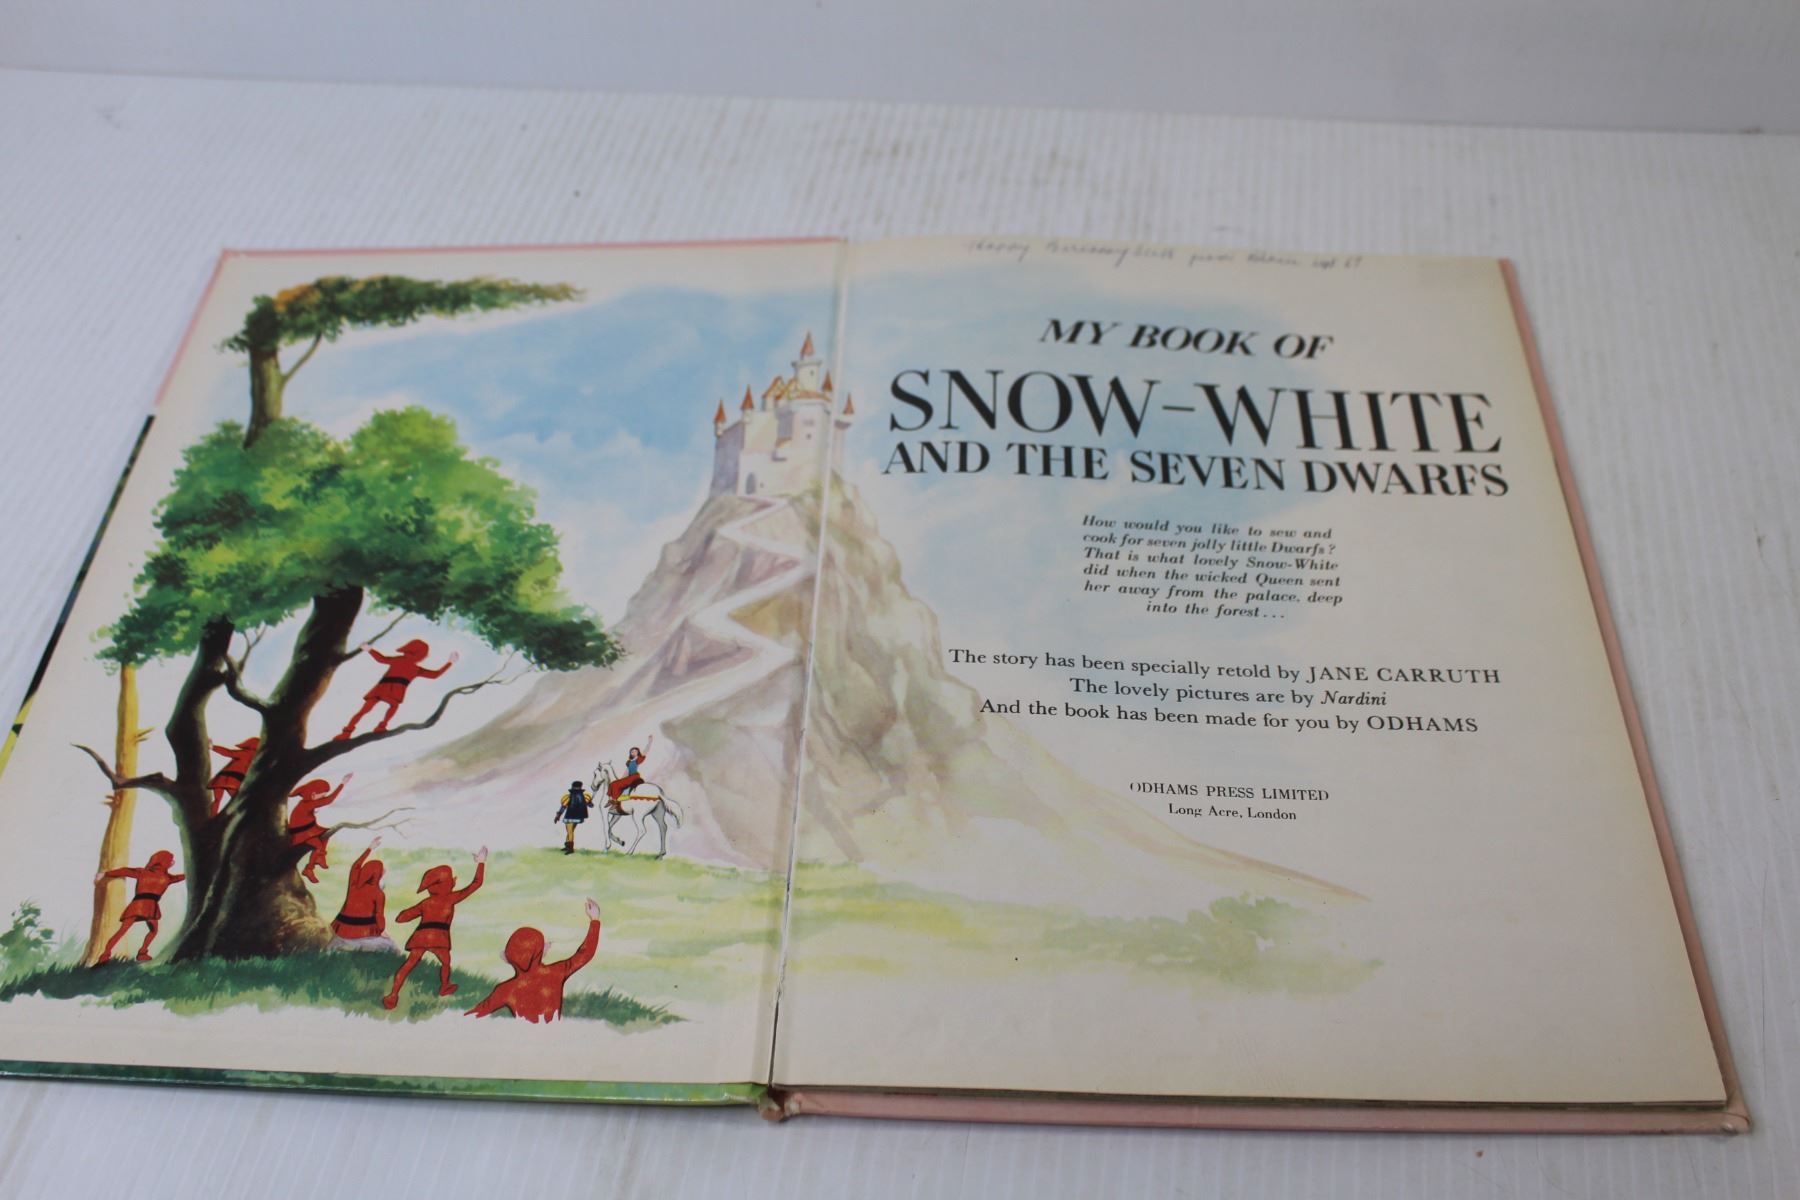 Happy Birthday
MY BOOK OF
SNOW-WHITE
AND THE SEVEN DWARFS
How would you like to sew and
cook for seven jolly little Dwarfs?
That is what lovely Snow-White
did when the wicked Queen sent
her away from the palace, deep
into the forest...
The story has been specially retold by JANE CARRUTH
The lovely pictures are by Nardini
And the book has been made for you by ODHAMS
ODHAMS PRESS LIMITED
Long Acre, London